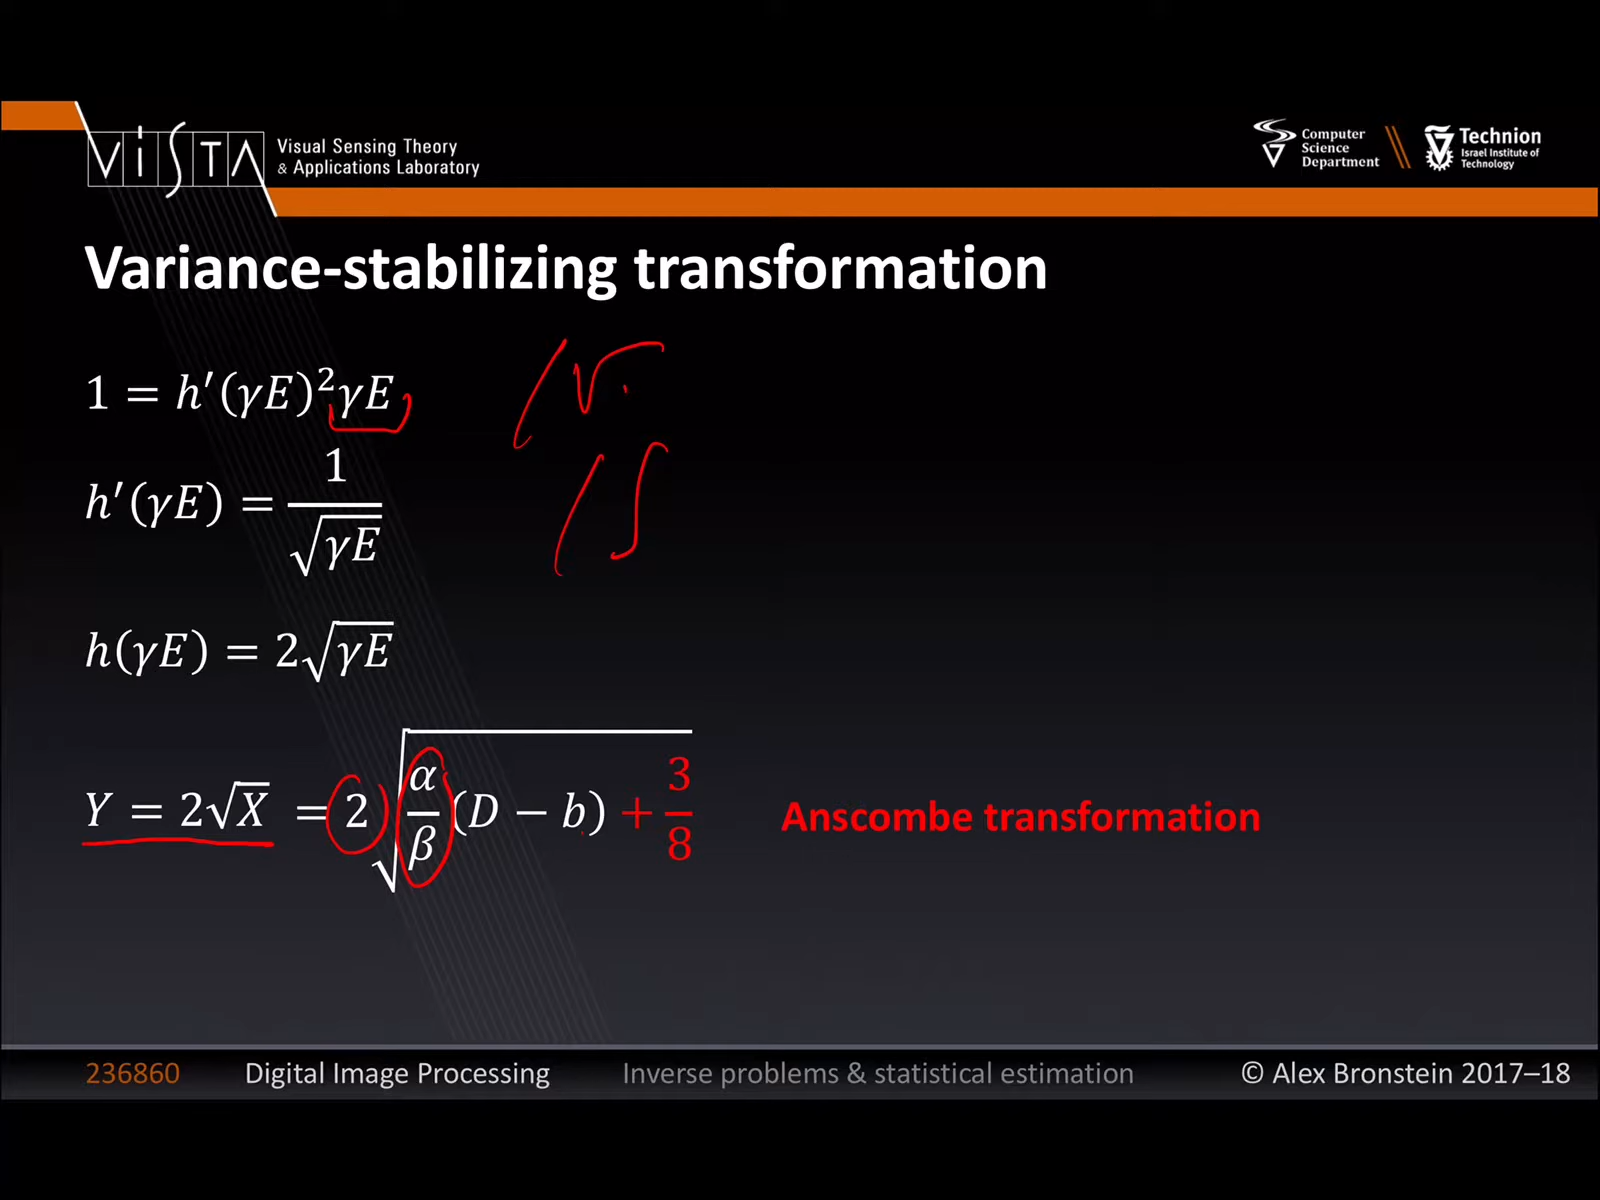 ViSTA
Visual Sensing Theory
& Applications Laboratory
Computer
Science
Department
Technion
Israel Institute of
Technology
Variance-stabilizing transformation
1 = h′(γE)²γE
h′(γE) = 1/√(γE)
h(γE) = 2√(γE)
Y = 2√X = 2√(α/β (D − b) + 3/8)
Anscombe transformation
/ √·
/ ∫
236860 Digital Image Processing Inverse problems & statistical estimation © Alex Bronstein 2017–18